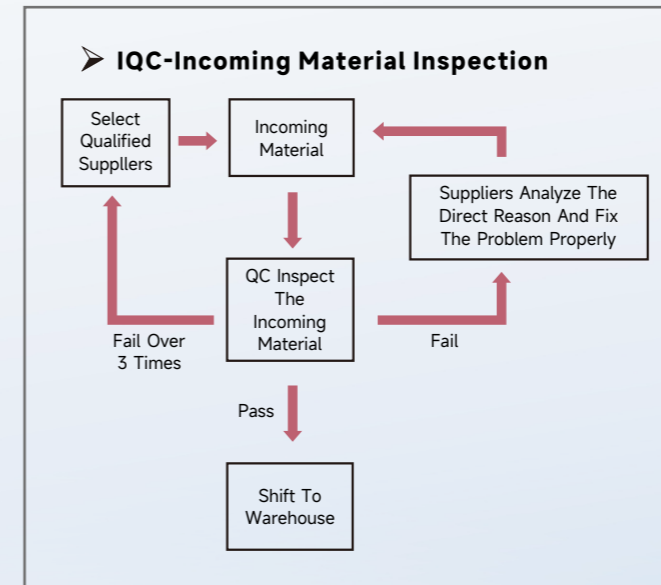 ➢ IQC-Incoming Material Inspection
Select
Qualified
Suppllers
Incoming
Material
Suppliers Analyze The
Direct Reason And Fix
The Problem Properly
QC Inspect
The
Incoming
Material
Fail Over
3 Times
Fail
Pass
Shift To
Warehouse